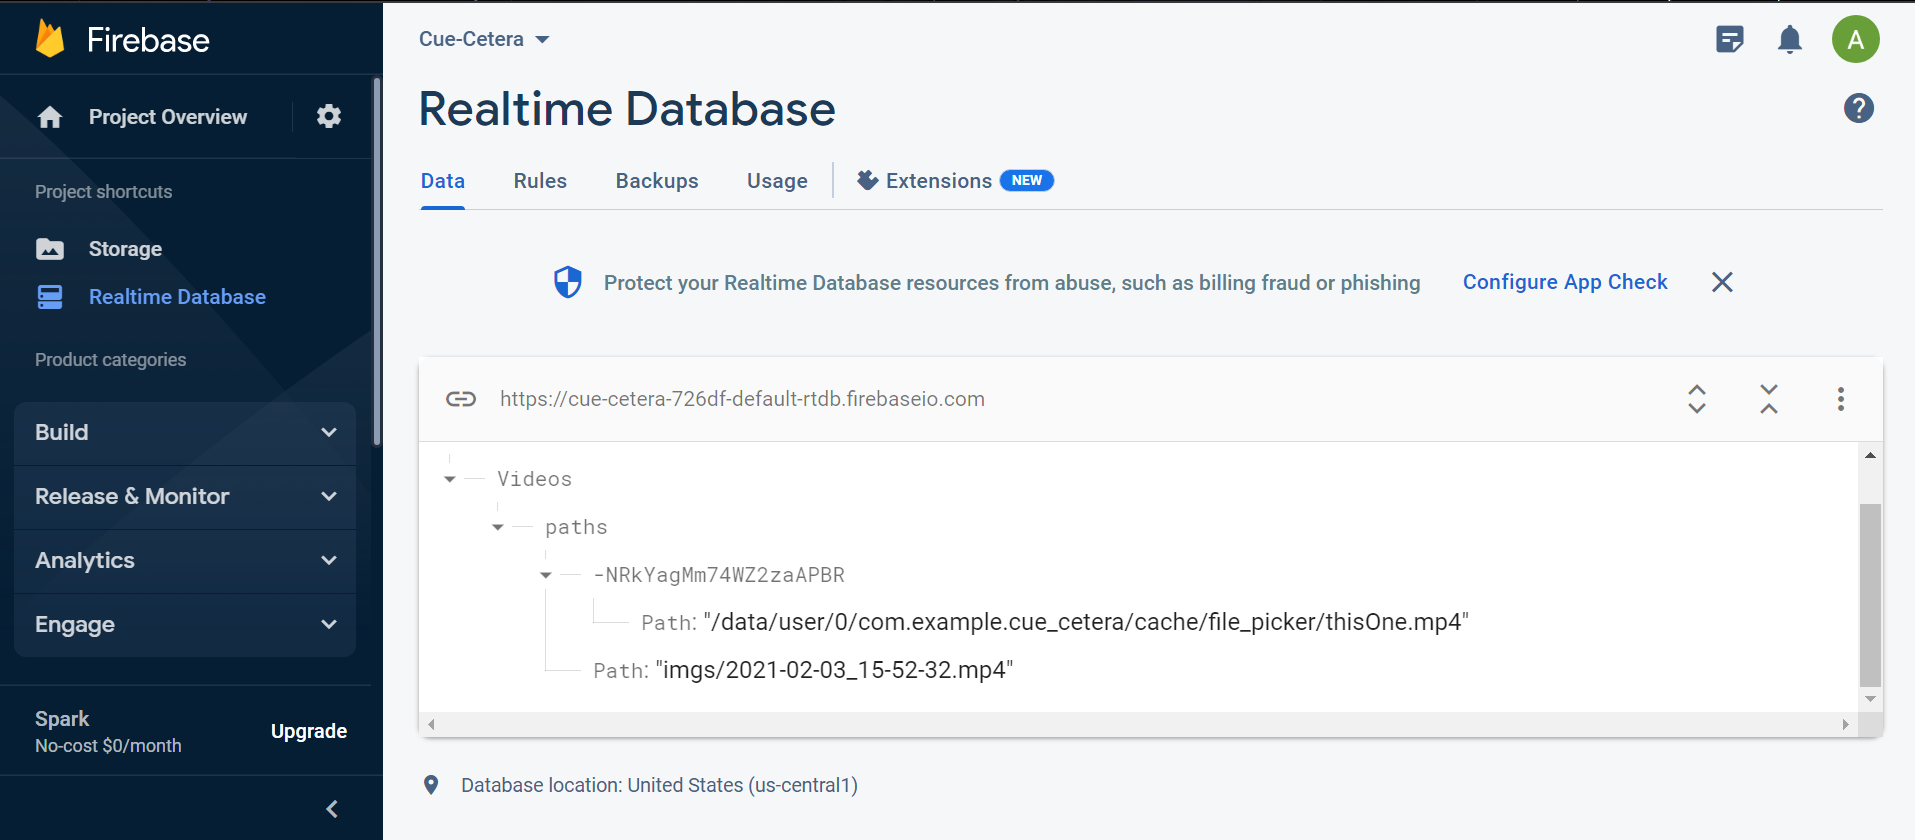 Firebase
Project Overview
Project shortcuts
Storage
Realtime Database
Product categories
Build
Release & Monitor
Analytics
Engage
Spark
No-cost $0/month
Upgrade
Cue-Cetera
A
Realtime Database
?
Data Rules Backups Usage Extensions NEW
Protect your Realtime Database resources from abuse, such as billing fraud or phishing Configure App Check
https://cue-cetera-726df-default-rtdb.firebaseio.com
Videos
paths
-NRkYagMm74WZ2zaAPBR
Path: "/data/user/0/com.example.cue_cetera/cache/file_picker/thisOne.mp4"
Path: "imgs/2021-02-03_15-52-32.mp4"
Database location: United States (us-central1)